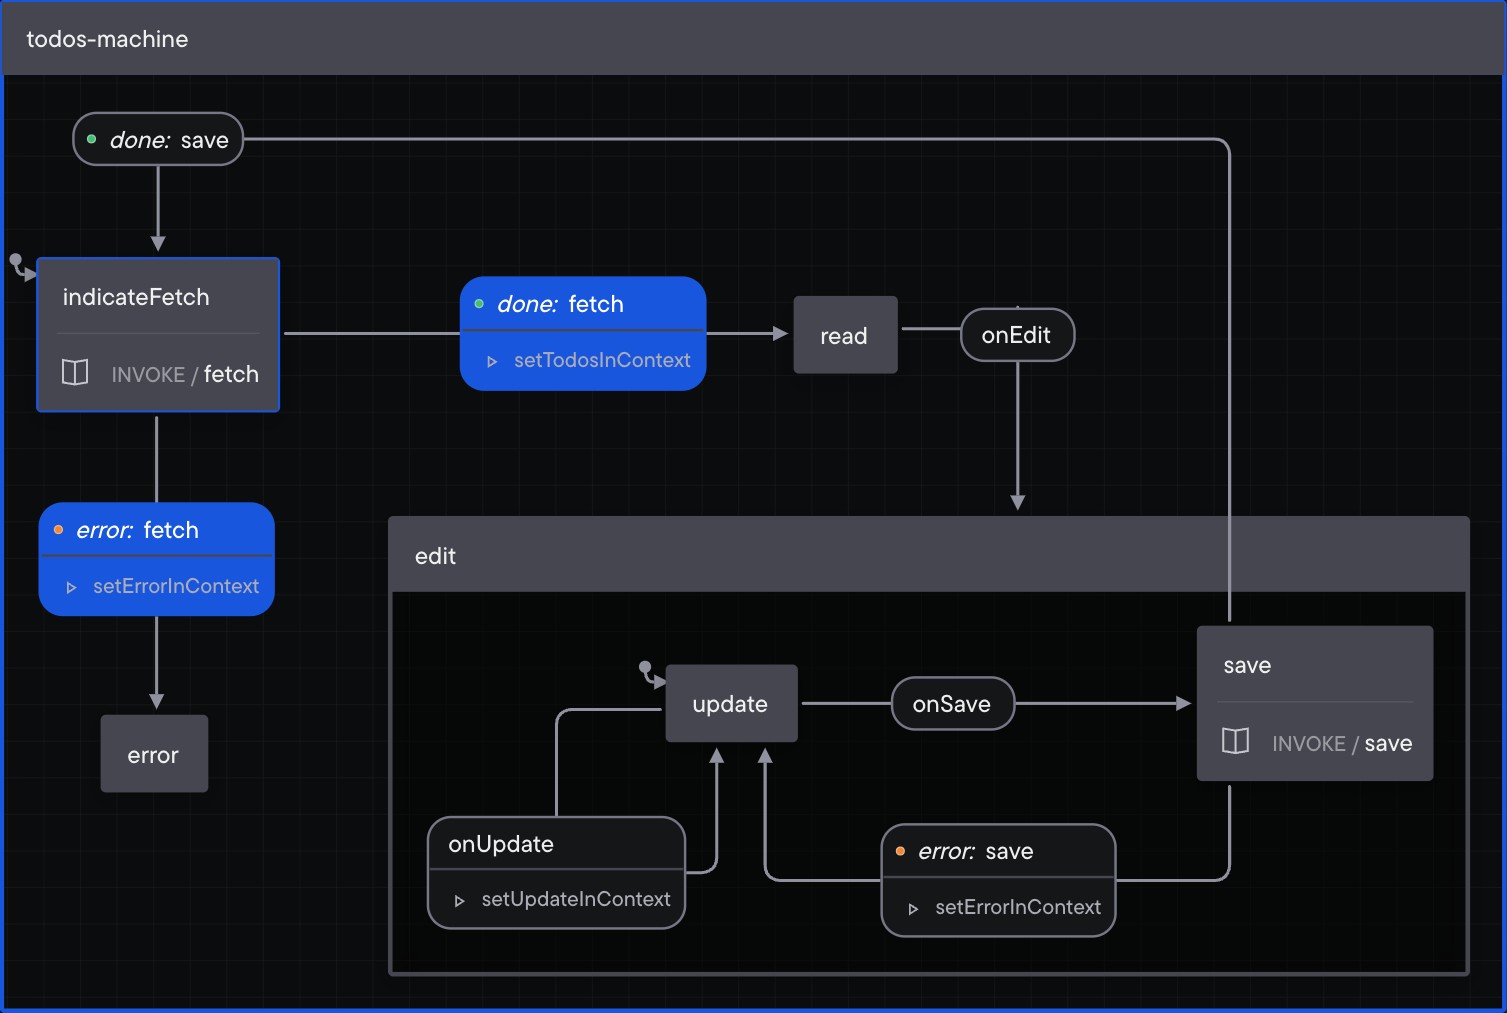 todos-machine
done: save
indicateFetch
INVOKE / fetch
done: fetch
setTodosInContext
read
onEdit
error: fetch
setErrorInContext
error
edit
update
onSave
save
INVOKE / save
onUpdate
setUpdateInContext
error: save
setErrorInContext